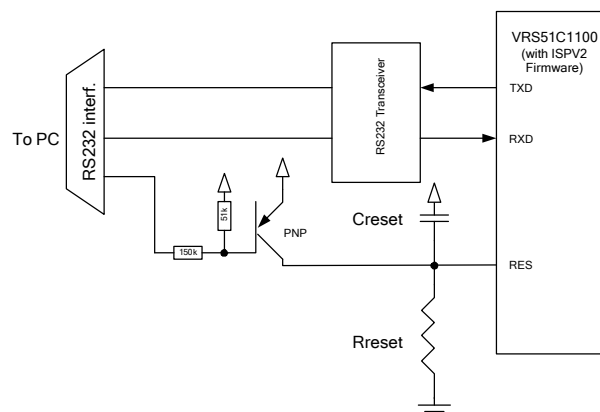 VRS51C1100
(with ISPV2
Firmware)
TXD
RXD
RES
RS232 Transceiver
RS232 interf.
To PC
51k
150k
PNP
Creset
Rreset